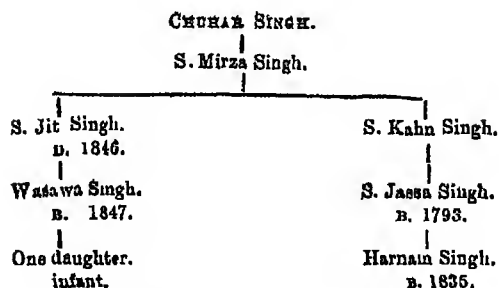 CHUHAR SINGH.
S. Mirza Singh.
S. Jit Singh. S. Kahn Singh.
D. 1846.
Wasawa Singh. S. Jassa Singh.
B. 1847. B. 1793.
One daughter. Harnam Singh.
infant. B. 1835.